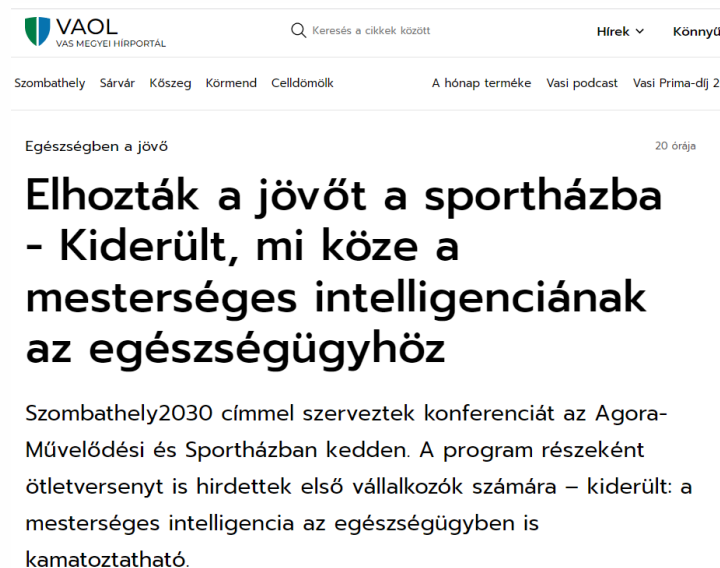 VAOL
VAS MEGYEI HÍRPORTÁL
Keresés a cikkek között
Hírek
Szombathely Sárvár Kőszeg Körmend Celldömölk
A hónap terméke Vasi podcast Vasi Prima-díj 2
Egészségben a jövő
20 órája
Elhozták a jövőt a sportházba
- Kiderült, mi köze a
mesterséges intelligenciának
az egészségügyhöz
Szombathely2030 címmel szerveztek konferenciát az Agora-
Művelődési és Sportházban kedden. A program részeként
ötletversenyt is hirdettek első vállalkozók számára – kiderült: a
mesterséges intelligencia az egészségügyben is
kamatoztatható.